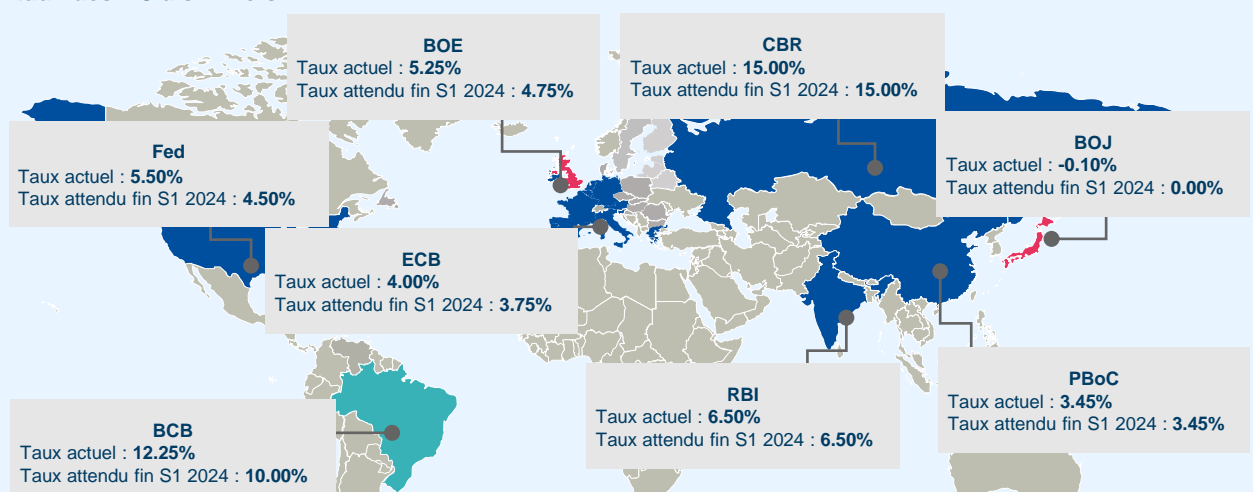 BOE
Taux actuel : 5.25%
Taux attendu fin S1 2024 : 4.75%
CBR
Taux actuel : 15.00%
Taux attendu fin S1 2024 : 15.00%
Fed
Taux actuel : 5.50%
Taux attendu fin S1 2024 : 4.50%
BOJ
Taux actuel : -0.10%
Taux attendu fin S1 2024 : 0.00%
ECB
Taux actuel : 4.00%
Taux attendu fin S1 2024 : 3.75%
RBI
Taux actuel : 6.50%
Taux attendu fin S1 2024 : 6.50%
PBoC
Taux actuel : 3.45%
Taux attendu fin S1 2024 : 3.45%
BCB
Taux actuel : 12.25%
Taux attendu fin S1 2024 : 10.00%